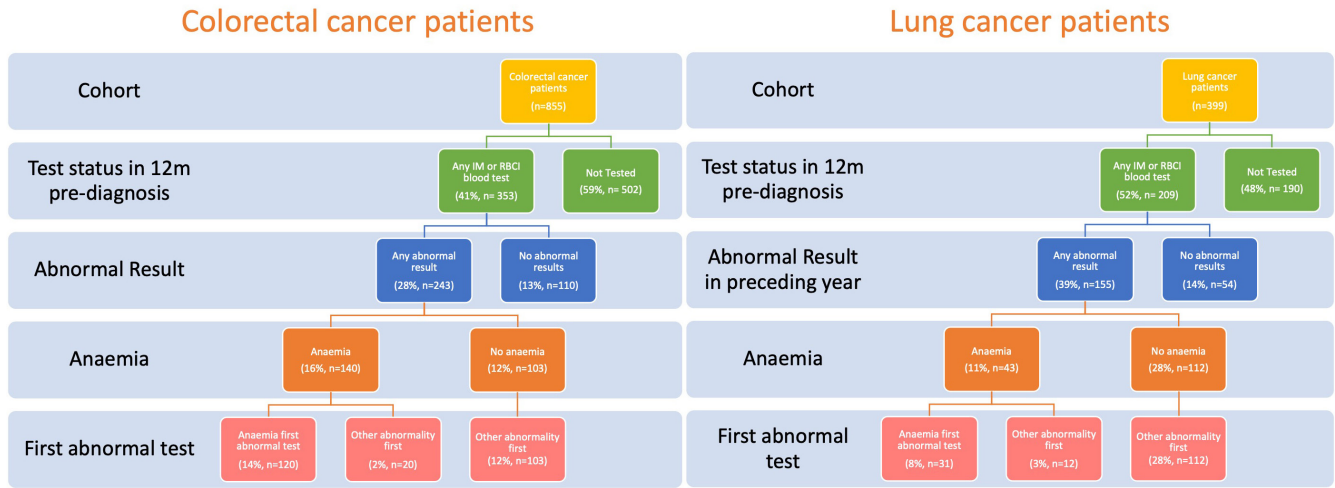 Colorectal cancer patients
Cohort
Colorectal cancer
patients
(n=855)
Test status in 12m
pre-diagnosis
Any IM or RBCI
blood test
(41%, n= 353)
Not Tested
(59%, n= 502)
Abnormal Result
Any abnormal
result
(28%, n=243)
No abnormal
results
(13%, n=110)
Anaemia
Anaemia
(16%, n=140)
No anaemia
(12%, n=103)
First abnormal test
Anaemia first
abnormal test
(14%, n=120)
Other abnormality
first
(2%, n=20)
Other abnormality
first
(12%, n=103)
Lung cancer patients
Cohort
Lung cancer
patients
(n=399)
Test status in 12m
pre-diagnosis
Any IM or RBCI
blood test
(52%, n= 209)
Not Tested
(48%, n= 190)
Abnormal Result
in preceding year
Any abnormal
result
(39%, n=155)
No abnormal
results
(14%, n=54)
Anaemia
Anaemia
(11%, n=43)
No anaemia
(28%, n=112)
First abnormal
test
Anaemia first
abnormal test
(8%, n=31)
Other abnormality
first
(3%, n=12)
Other abnormality
first
(28%, n=112)